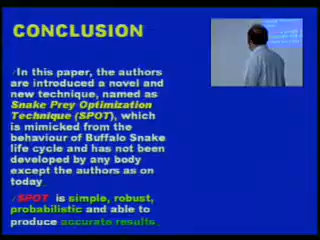 CONCLUSION
In this paper, the authors
are introduced a novel and
new technique, named as
Snake Prey Optimization
Technique (SPOT), which
is mimicked from the
behaviour of Buffalo Snake
life cycle and has not been
developed by any body
except the authors as on
today.
SPOT is simple, robust,
probabilistic and able to
produce accurate results.